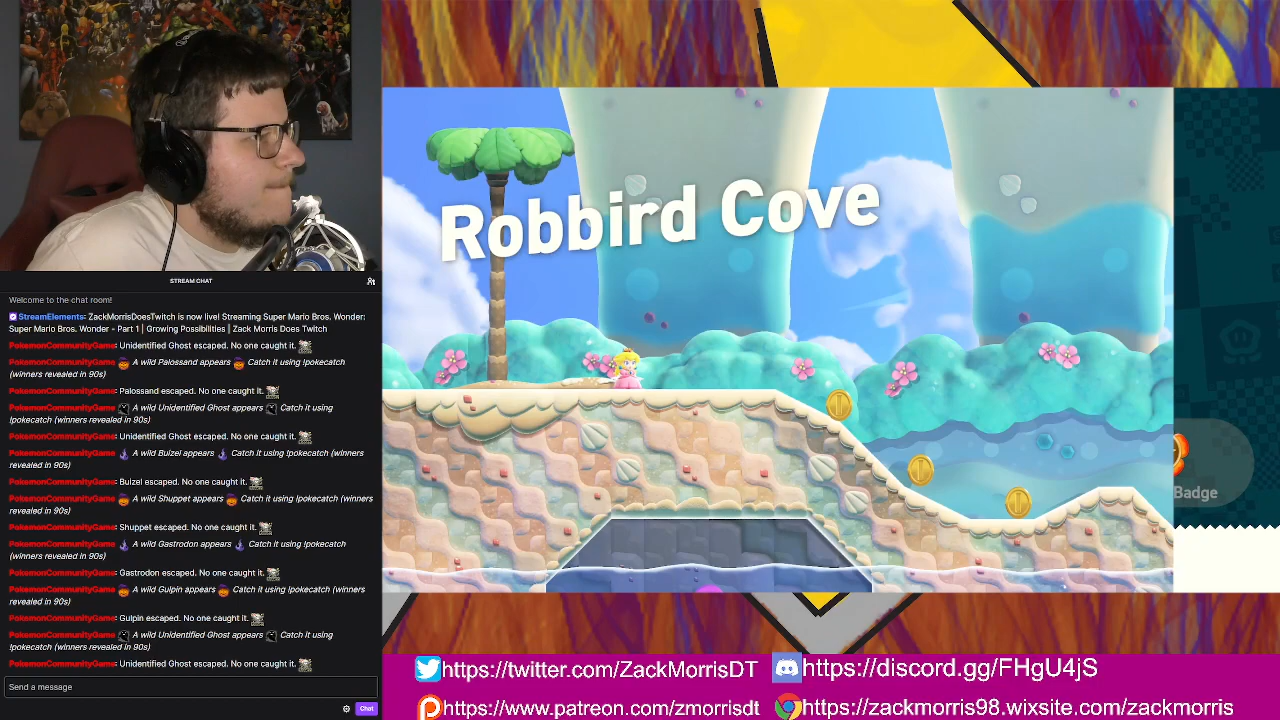 STREAM CHAT
Welcome to the chat room!
StreamElements: ZackMorrisDoesTwitch is now live! Streaming Super Mario Bros. Wonder:
Super Mario Bros. Wonder - Part 1 | Growing Possibilities | Zack Morris Does Twitch
PokemonCommunityGame: Unidentified Ghost escaped. No one caught it.
PokemonCommunityGame: A wild Palossand appears Catch it using !pokecatch
(winners revealed in 90s)
PokemonCommunityGame: Palossand escaped. No one caught it.
PokemonCommunityGame: A wild Unidentified Ghost appears Catch it using
!pokecatch (winners revealed in 90s)
PokemonCommunityGame: Unidentified Ghost escaped. No one caught it.
PokemonCommunityGame: A wild Buizel appears Catch it using !pokecatch (winners
revealed in 90s)
PokemonCommunityGame: Buizel escaped. No one caught it.
PokemonCommunityGame: A wild Shuppet appears Catch it using !pokecatch (winners
revealed in 90s)
PokemonCommunityGame: Shuppet escaped. No one caught it.
PokemonCommunityGame: A wild Gastrodon appears Catch it using !pokecatch
(winners revealed in 90s)
PokemonCommunityGame: Gastrodon escaped. No one caught it.
PokemonCommunityGame: A wild Gulpin appears Catch it using !pokecatch (winners
revealed in 90s)
PokemonCommunityGame: Gulpin escaped. No one caught it.
PokemonCommunityGame: A wild Unidentified Ghost appears Catch it using
!pokecatch (winners revealed in 90s)
PokemonCommunityGame: Unidentified Ghost escaped. No one caught it.
Send a message
Chat
Robbird Cove
Badge
https://twitter.com/ZackMorrisDT
https://discord.gg/FHgU4jS
https://www.patreon.com/zmorrisdt
https://zackmorris98.wixsite.com/zackmorris